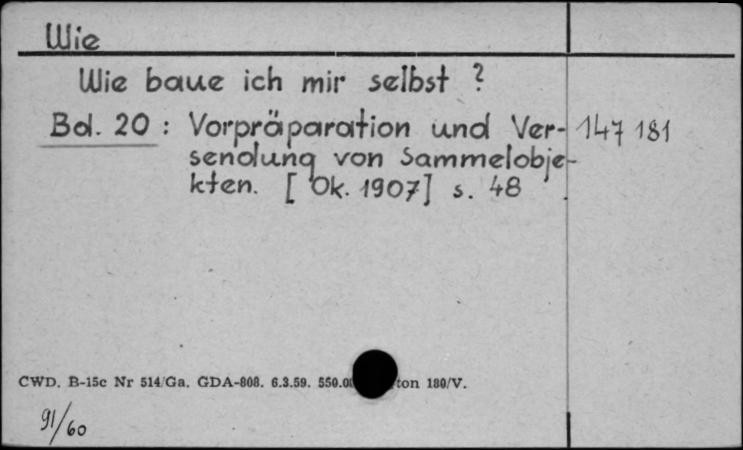 Wie
Wie baue ich mir selbst ?
Bd. 20 : Vorpräparation und Ver- 147 181
sendung von Sammelobje-
kten. [Ok. 1907] s. 48
CWD. B-15c Nr 514/Ga. GDA-808. 6.3.59. 550.0 ton 180/V.
91/60